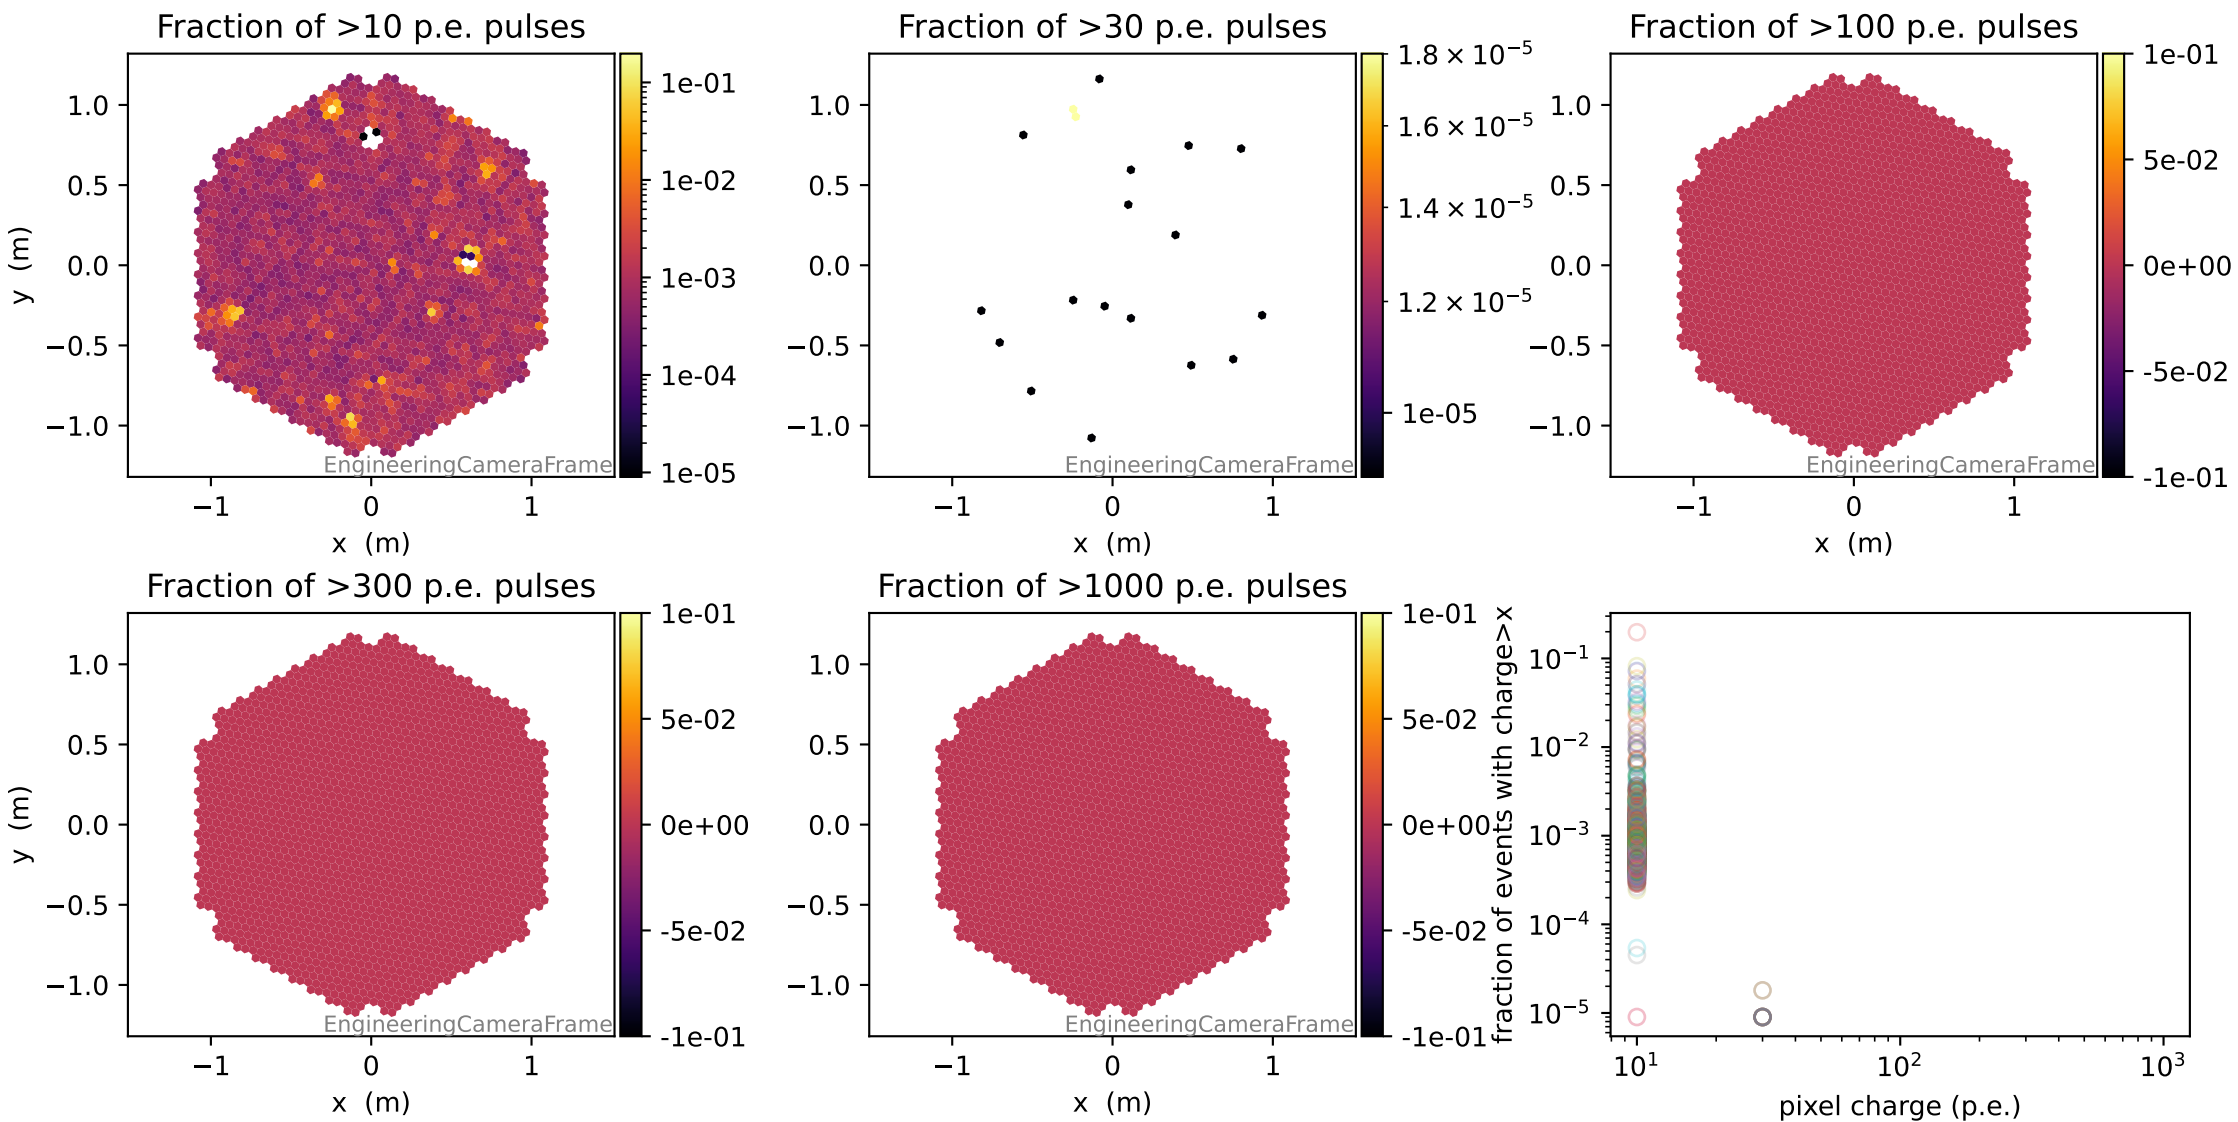 Fraction of >10 p.e. pulses
1.0
0.5
0.0
−0.5
−1.0
y (m)
−1
0
1
x (m)
EngineeringCameraFrame
1e-01
1e-02
1e-03
1e-04
1e-05
Fraction of >30 p.e. pulses
1.0
0.5
0.0
−0.5
−1.0
−1
0
1
x (m)
EngineeringCameraFrame
1.8×10⁻⁵
1.6×10⁻⁵
1.4×10⁻⁵
1.2×10⁻⁵
1e-05
Fraction of >100 p.e. pulses
1.0
0.5
0.0
−0.5
−1.0
−1
0
1
x (m)
EngineeringCameraFrame
1e-01
5e-02
0e+00
-5e-02
-1e-01
Fraction of >300 p.e. pulses
1.0
0.5
0.0
−0.5
−1.0
y (m)
−1
0
1
x (m)
EngineeringCameraFrame
1e-01
5e-02
0e+00
-5e-02
-1e-01
Fraction of >1000 p.e. pulses
1.0
0.5
0.0
−0.5
−1.0
−1
0
1
x (m)
EngineeringCameraFrame
1e-01
5e-02
0e+00
-5e-02
-1e-01
fraction of events with charge>x
10⁻¹
10⁻²
10⁻³
10⁻⁴
10⁻⁵
10¹
10²
10³
pixel charge (p.e.)